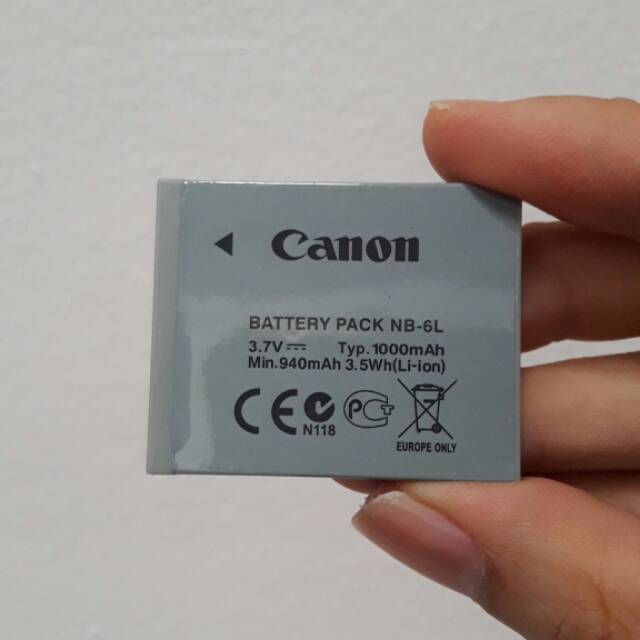 Canon
BATTERY PACK NB-6L
3.7V⎓ Typ.1000mAh
Min.940mAh 3.5Wh(Li-ion)
CE N118 PCT
EUROPE ONLY